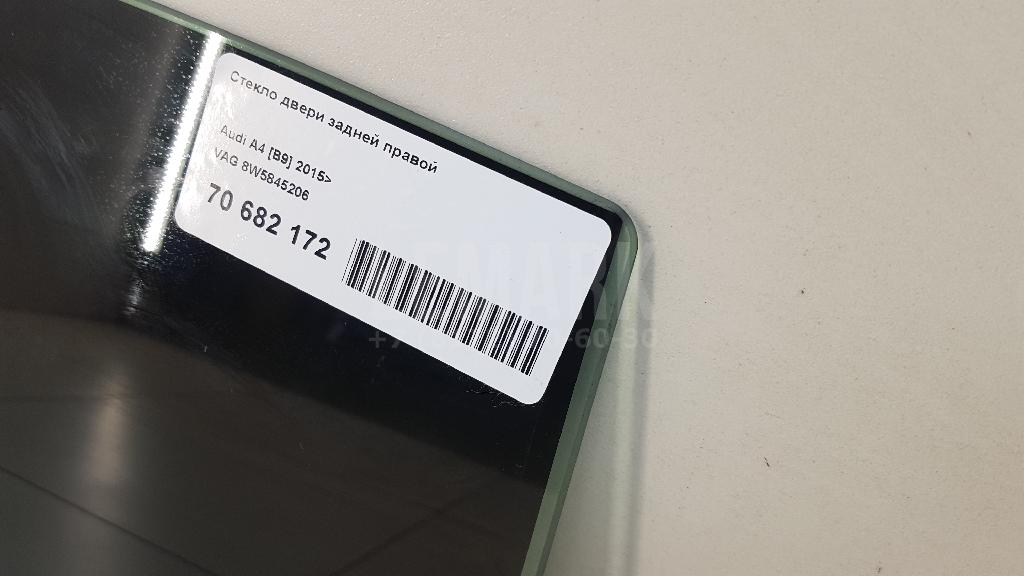 Стекло двери задней правой
Audi A4 [B9] 2015>
VAG 8W5845206
70 682 172